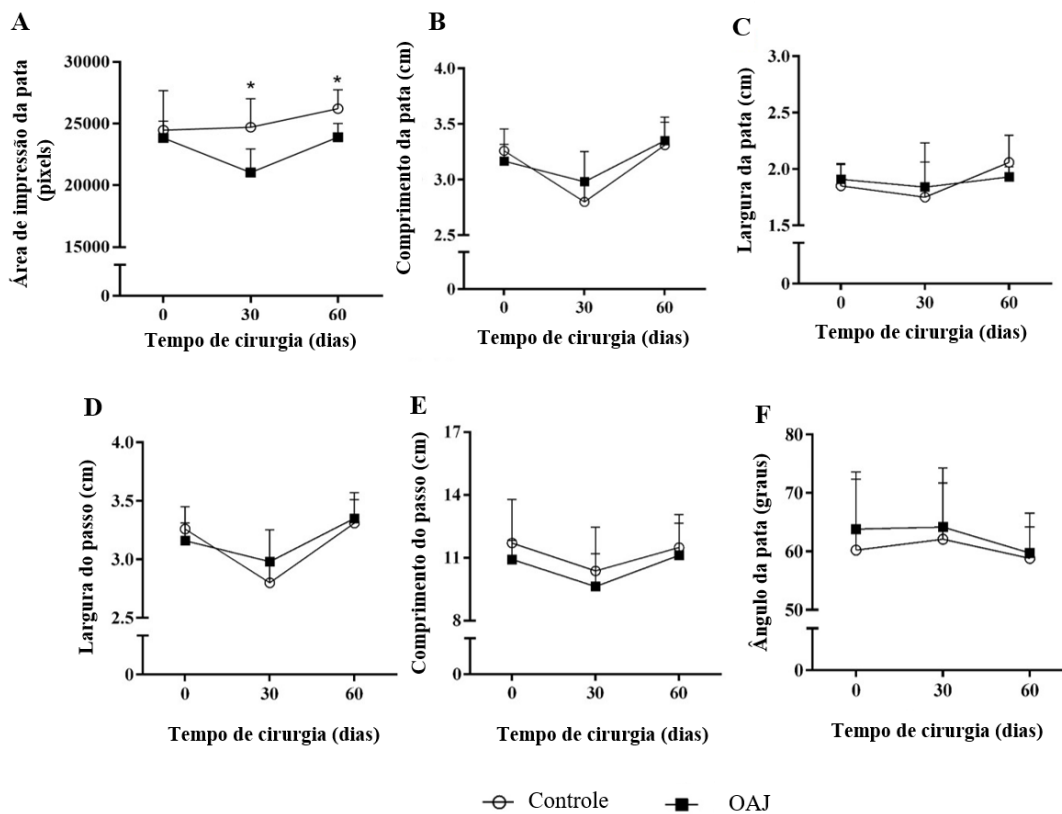 A
Área de impressão da pata
(pixels)
30000
25000
20000
15000
0
*
*
0 30 60
Tempo de cirurgia (dias)
B
Comprimento da pata (cm)
4.0
3.5
3.0
2.5
0
0 30 60
Tempo de cirurgia (dias)
C
Largura da pata (cm)
3.0
2.5
2.0
1.5
0
0 30 60
Tempo de cirurgia (dias)
D
Largura do passo (cm)
4.0
3.5
3.0
2.5
0
0 30 60
Tempo de cirurgia (dias)
E
Comprimento do passo (cm)
17
14
11
8
0
0 30 60
Tempo de cirurgia (dias)
F
Ângulo da pata (graus)
80
70
60
50
0
0 30 60
Tempo de cirurgia (dias)
Controle OAJ